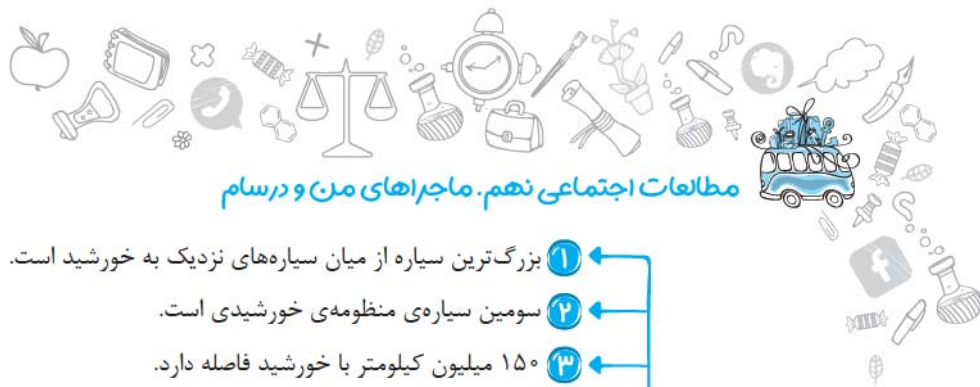 مطالعات اجتماعی نهم. ماجراهای من و درسام
۱ بزرگ‌ترین سیاره از میان سیاره‌های نزدیک به خورشید است.
۲ سومین سیاره‌ی منظومه‌ی خورشیدی است.
۳ ۱۵۰ میلیون کیلومتر با خورشید فاصله دارد.